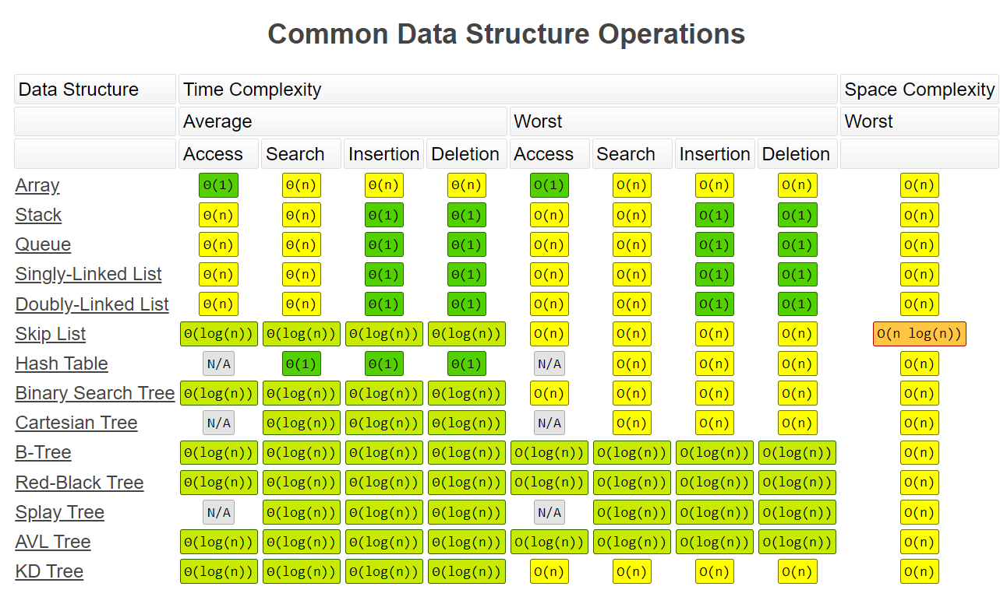 Common Data Structure Operations
Data Structure Time Complexity Space Complexity
Average Worst Worst
Access Search Insertion Deletion Access Search Insertion Deletion
Array Θ(1) Θ(n) Θ(n) Θ(n) O(1) O(n) O(n) O(n) O(n)
Stack Θ(n) Θ(n) Θ(1) Θ(1) O(n) O(n) O(1) O(1) O(n)
Queue Θ(n) Θ(n) Θ(1) Θ(1) O(n) O(n) O(1) O(1) O(n)
Singly-Linked List Θ(n) Θ(n) Θ(1) Θ(1) O(n) O(n) O(1) O(1) O(n)
Doubly-Linked List Θ(n) Θ(n) Θ(1) Θ(1) O(n) O(n) O(1) O(1) O(n)
Skip List Θ(log(n)) Θ(log(n)) Θ(log(n)) Θ(log(n)) O(n) O(n) O(n) O(n) O(n log(n))
Hash Table N/A Θ(1) Θ(1) Θ(1) N/A O(n) O(n) O(n) O(n)
Binary Search Tree Θ(log(n)) Θ(log(n)) Θ(log(n)) Θ(log(n)) O(n) O(n) O(n) O(n) O(n)
Cartesian Tree N/A Θ(log(n)) Θ(log(n)) Θ(log(n)) N/A O(n) O(n) O(n) O(n)
B-Tree Θ(log(n)) Θ(log(n)) Θ(log(n)) Θ(log(n)) O(log(n)) O(log(n)) O(log(n)) O(log(n)) O(n)
Red-Black Tree Θ(log(n)) Θ(log(n)) Θ(log(n)) Θ(log(n)) O(log(n)) O(log(n)) O(log(n)) O(log(n)) O(n)
Splay Tree N/A Θ(log(n)) Θ(log(n)) Θ(log(n)) N/A O(log(n)) O(log(n)) O(log(n)) O(n)
AVL Tree Θ(log(n)) Θ(log(n)) Θ(log(n)) Θ(log(n)) O(log(n)) O(log(n)) O(log(n)) O(log(n)) O(n)
KD Tree Θ(log(n)) Θ(log(n)) Θ(log(n)) Θ(log(n)) O(n) O(n) O(n) O(n) O(n)